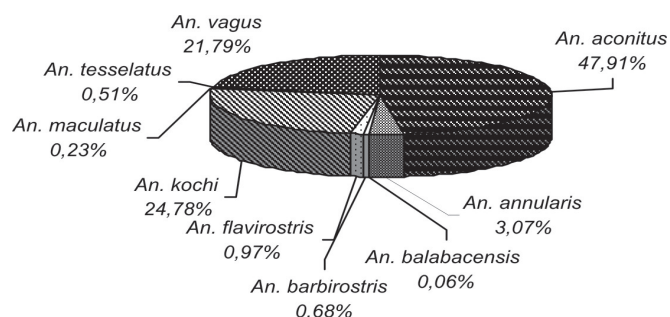 An. vagus
21,79%
An. aconitus
47,91%
An. tesselatus
0,51%
An. maculatus
0,23%
An. kochi
24,78%
An. annularis
3,07%
An. flavirostris
0,97%
An. balabacensis
0,06%
An. barbirostris
0,68%